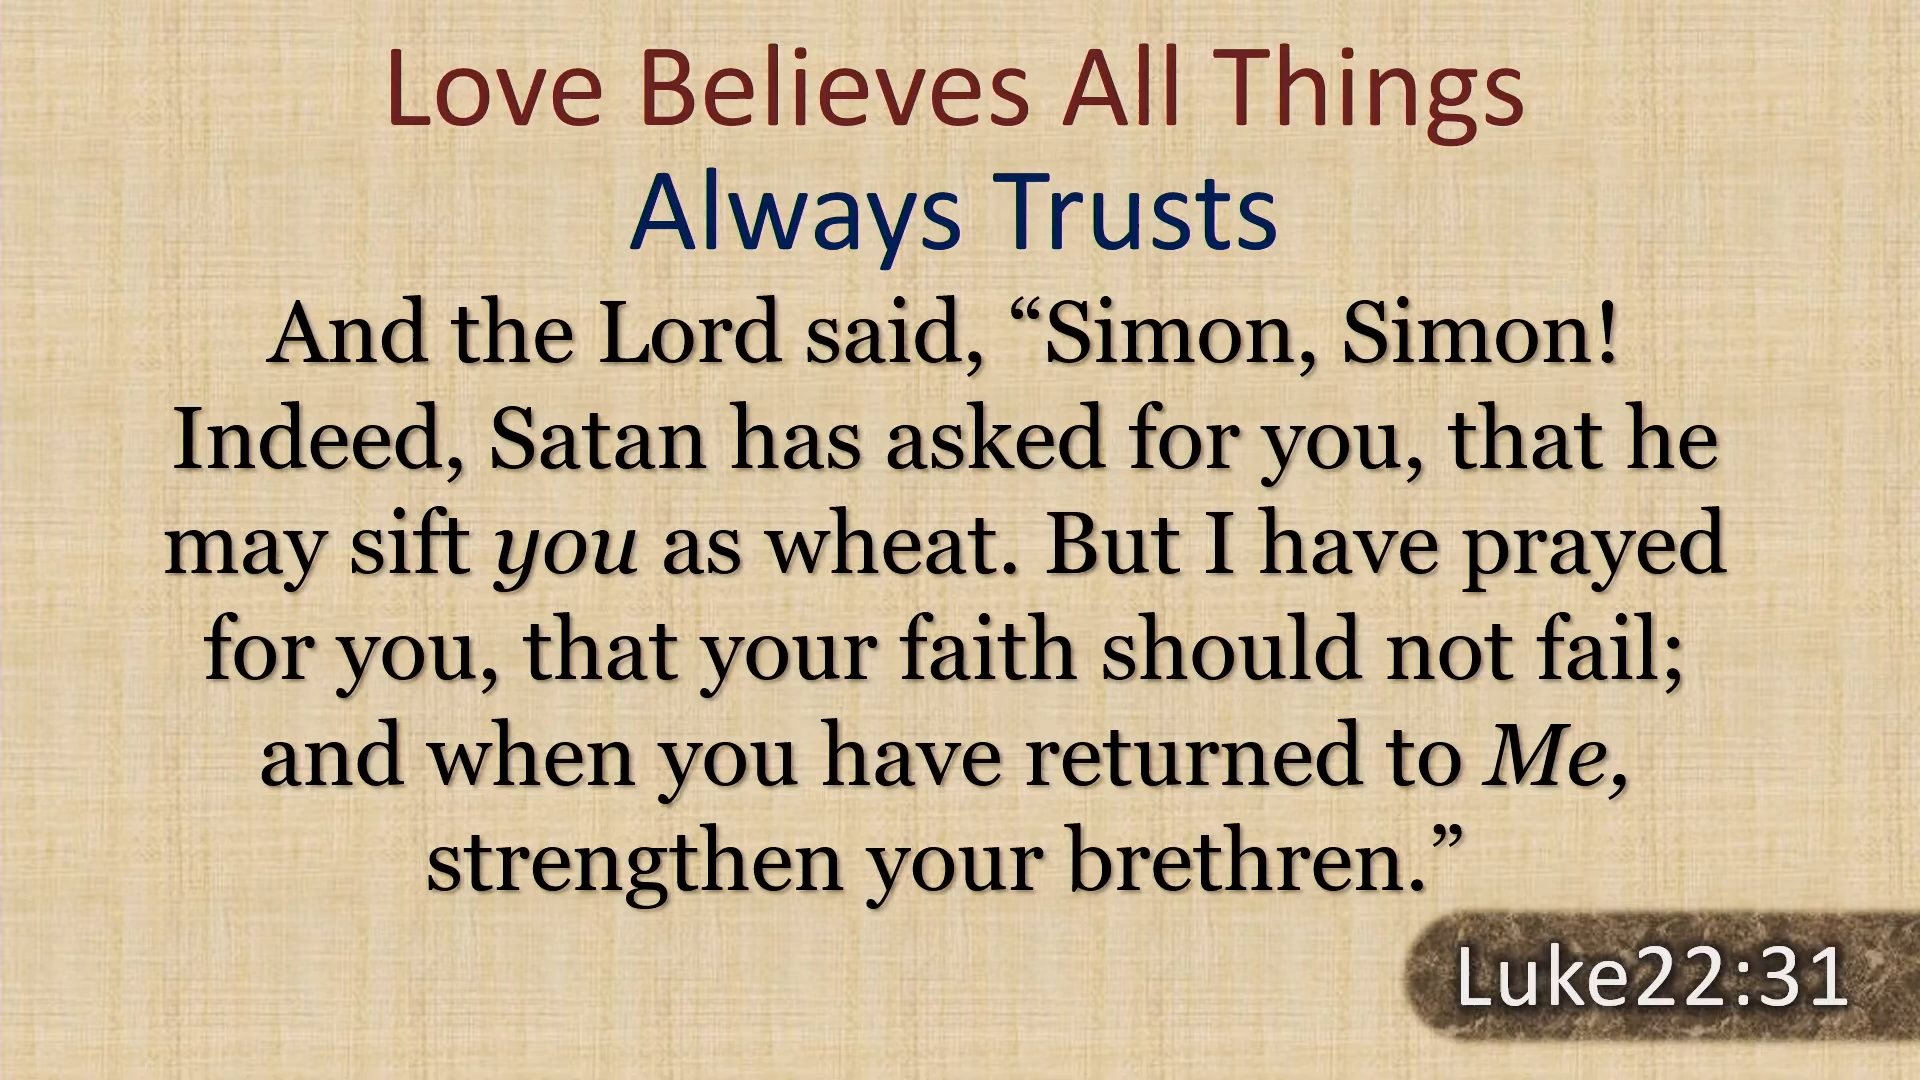 Love Believes All Things
Always Trusts
And the Lord said, “Simon, Simon!
Indeed, Satan has asked for you, that he
may sift you as wheat. But I have prayed
for you, that your faith should not fail;
and when you have returned to Me,
strengthen your brethren.”
Luke22:31